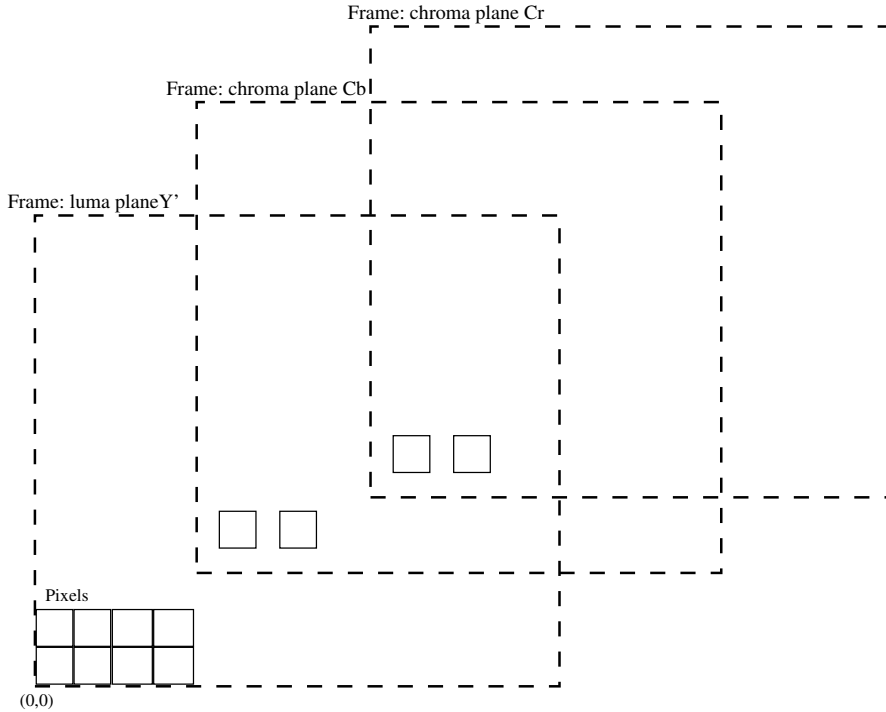 Frame: chroma plane Cr
Frame: chroma plane Cb
Frame: luma planeY’
Pixels
(0,0)